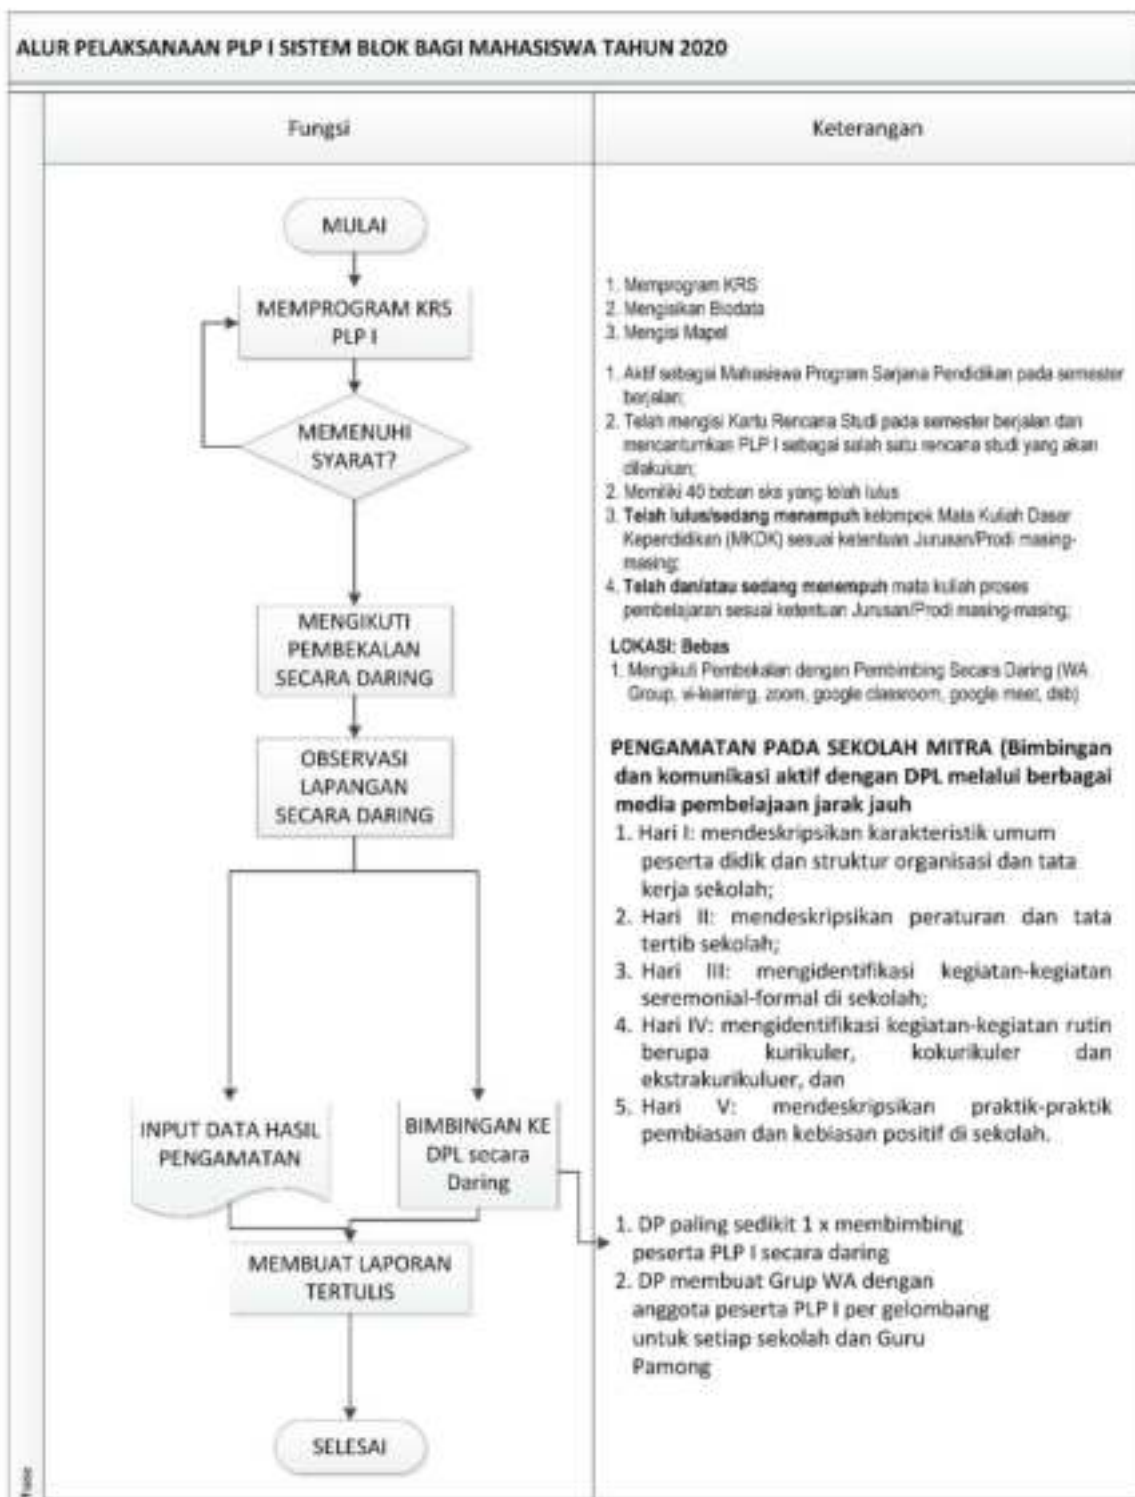 ALUR PELAKSANAAN PLP I SISTEM BLOK BAGI MAHASISWA TAHUN 2020
Fungsi
Keterangan
MULAI
MEMPROGRAM KRS
PLP I
MEMENUHI
SYARAT?
MENGIKUTI
PEMBEKALAN
SECARA DARING
OBSERVASI
LAPANGAN
SECARA DARING
INPUT DATA HASIL
PENGAMATAN
BIMBINGAN KE
DPL secara
Daring
MEMBUAT LAPORAN
TERTULIS
SELESAI
1. Memprogram KRS
2. Mengisikan Biodata
3. Mengisi Mapel
1. Aktif sebagai Mahasiswa Program Sarjana Pendidikan pada semester
berjalan;
2. Telah mengisi Kartu Rencana Studi pada semester berjalan dan
mencantumkan PLP I sebagai salah satu rencana studi yang akan
dilakukan;
2. Memiliki 40 beban sks yang telah lulus
3. Telah lulus/sedang menempuh kelompok Mata Kuliah Dasar
Kependidikan (MKDK) sesuai ketentuan Jurusan/Prodi masing-
masing;
4. Telah dan/atau sedang menempuh mata kuliah proses
pembelajaran sesuai ketentuan Jurusan/Prodi masing-masing;
LOKASI: Bebas
1. Mengikuti Pembekalan dengan Pembimbing Secara Daring (WA
Group, vi-learning, zoom, google classroom, google meet, dsb)
PENGAMATAN PADA SEKOLAH MITRA (Bimbingan
dan komunikasi aktif dengan DPL melalui berbagai
media pembelajaan jarak jauh
1. Hari I: mendeskripsikan karakteristik umum
peserta didik dan struktur organisasi dan tata
kerja sekolah;
2. Hari II: mendeskripsikan peraturan dan tata
tertib sekolah;
3. Hari III: mengidentifikasi kegiatan-kegiatan
seremonial-formal di sekolah;
4. Hari IV: mengidentifikasi kegiatan-kegiatan rutin
berupa kurikuler, kokurikuler dan
ekstrakurikuluer, dan
5. Hari V: mendeskripsikan praktik-praktik
pembiasan dan kebiasan positif di sekolah.
1. DP paling sedikit 1 x membimbing
peserta PLP I secara daring
2. DP membuat Grup WA dengan
anggota peserta PLP I per gelombang
untuk setiap sekolah dan Guru
Pamong